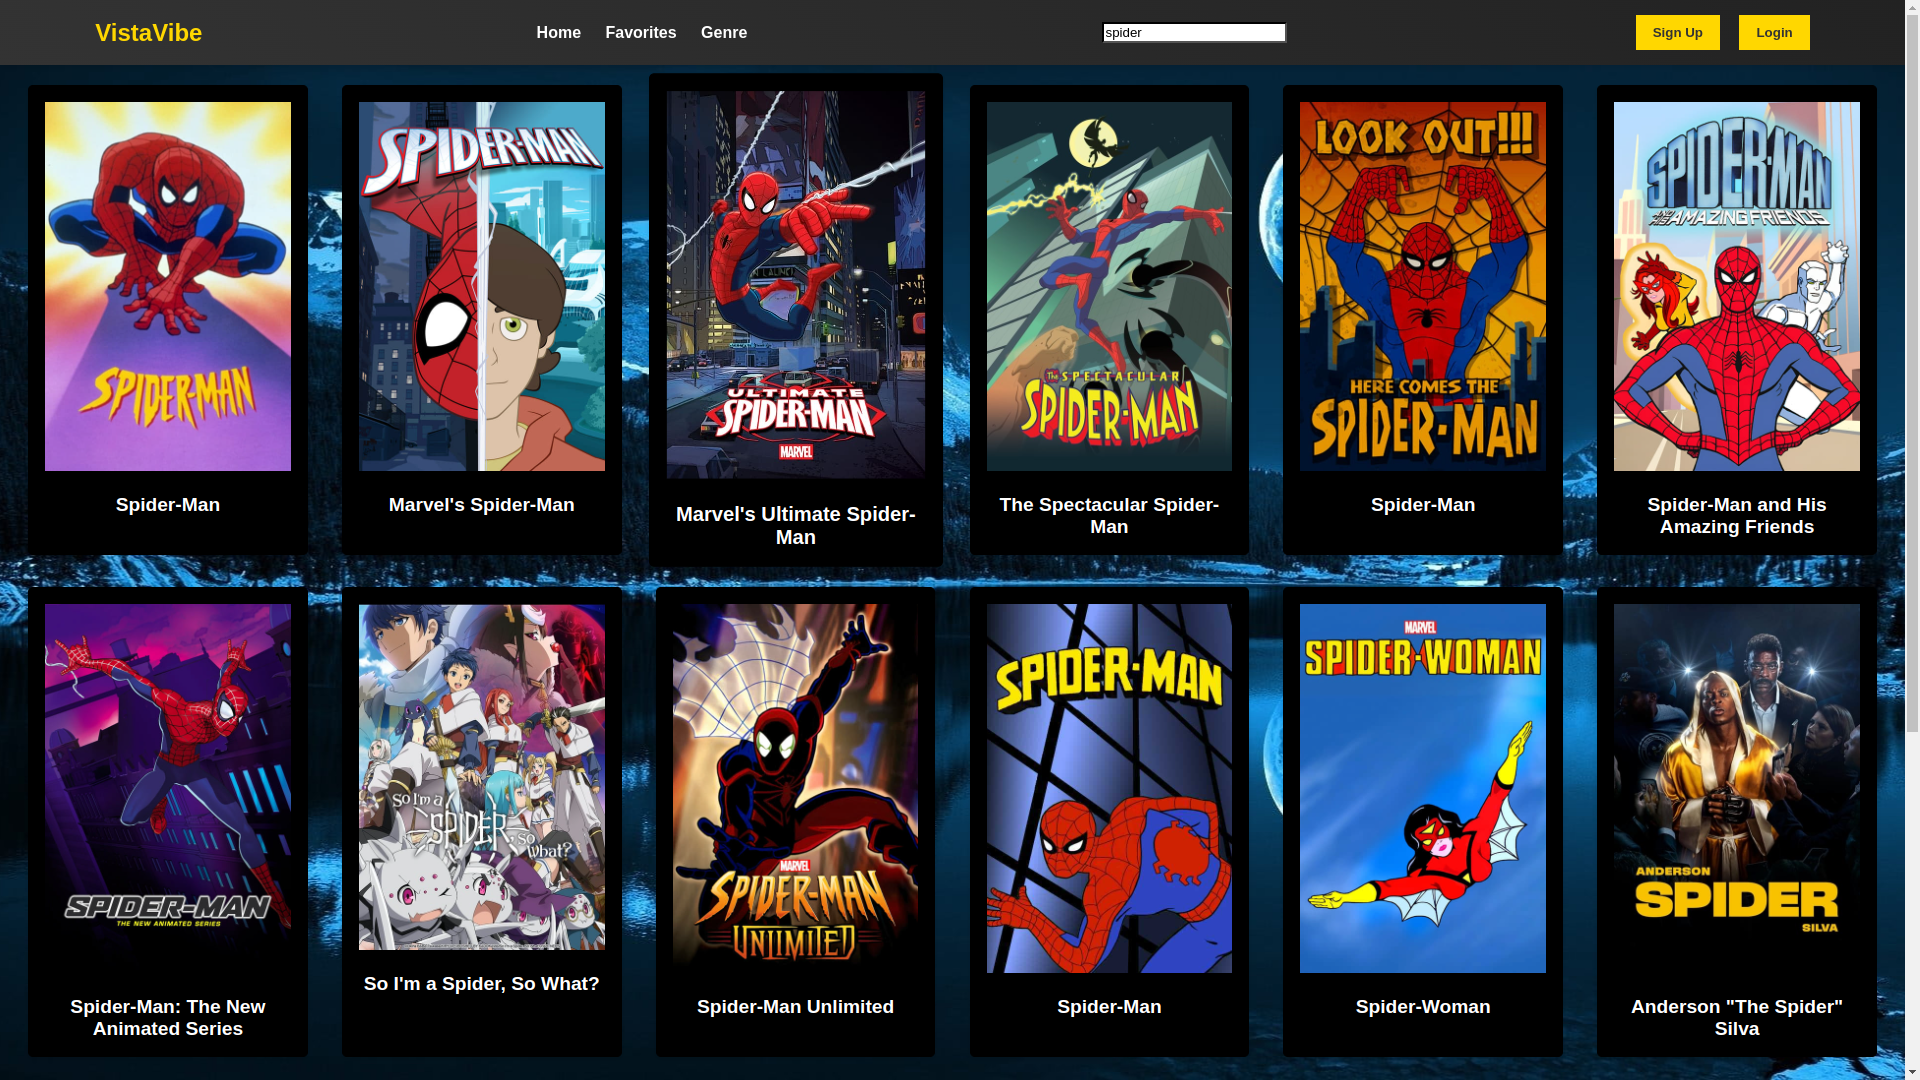 VistaVibe
Home Favorites Genre
spider
Sign Up
Login
SPIDER-MAN
Spider-Man
SPIDER-MAN
Marvel's Spider-Man
ULTIMATE
SPIDER-MAN
MARVEL
Marvel's Ultimate Spider-
Man
The SPECTACULAR
SPIDER-MAN
The Spectacular Spider-
Man
LOOK OUT!!!
HERE COMES THE
SPIDER-MAN
Spider-Man
SPIDER-MAN
AND HIS AMAZING FRIENDS
Spider-Man and His
Amazing Friends
SPIDER-MAN
THE NEW ANIMATED SERIES
Spider-Man: The New
Animated Series
So I'm a
SPIDER, So
What?
So I'm a Spider, So What?
MARVEL
SPIDER-MAN
UNLIMITED
Spider-Man Unlimited
SPIDER-MAN
Spider-Man
MARVEL
SPIDER-WOMAN
Spider-Woman
ANDERSON
SPIDER
SILVA
Anderson "The Spider"
Silva